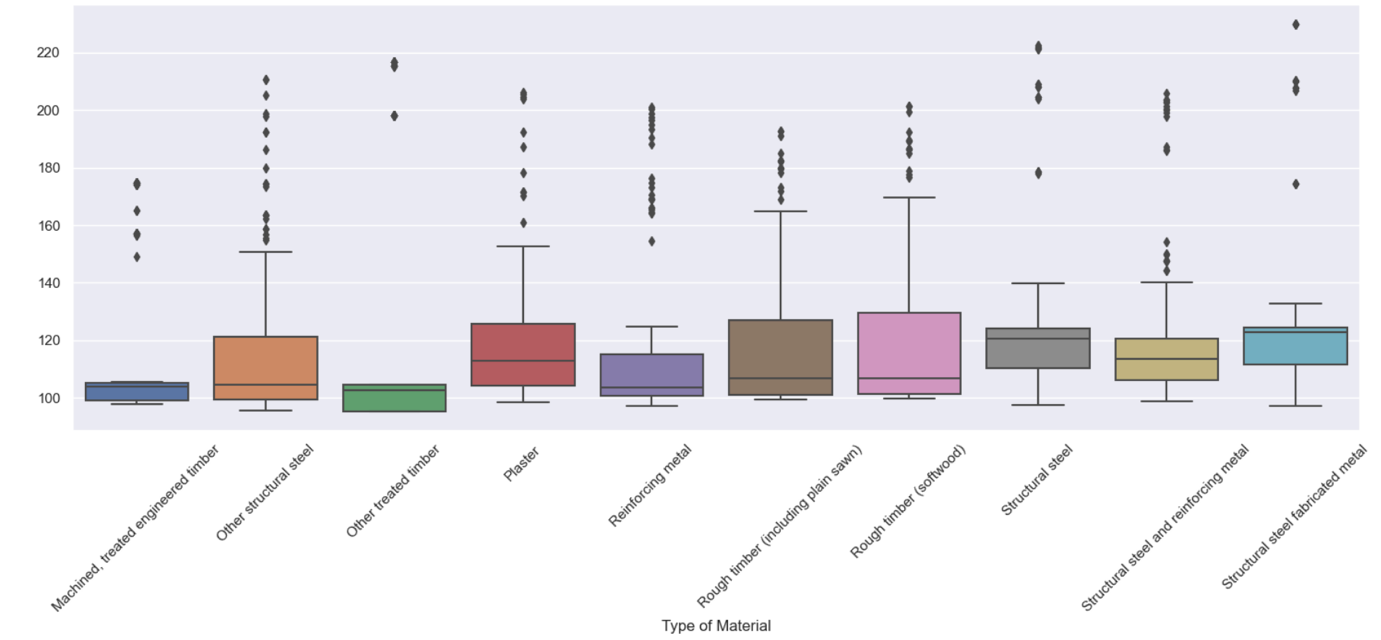 220
200
180
160
140
120
100
Machined, treated engineered timber
Other structural steel
Other treated timber
Plaster
Reinforcing metal
Rough timber (including plain sawn)
Rough timber (softwood)
Structural steel
Structural steel and reinforcing metal
Structural steel fabricated metal
Type of Material